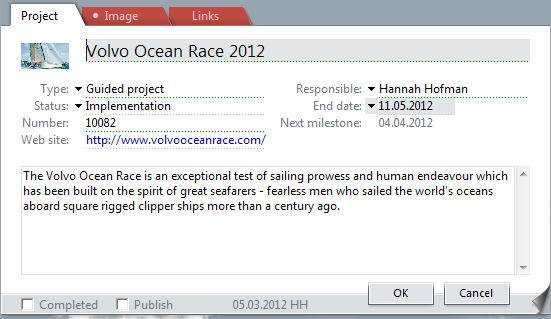 Project Image Links
Volvo Ocean Race 2012
Type: Guided project Responsible: Hannah Hofman
Status: Implementation End date: 11.05.2012
Number: 10082 Next milestone: 04.04.2012
Web site: http://www.volvooceanrace.com/
The Volvo Ocean Race is an exceptional test of sailing prowess and human endeavour which
has been built on the spirit of great seafarers - fearless men who sailed the world's oceans
aboard square rigged clipper ships more than a century ago.
OK Cancel
Completed Publish 05.03.2012 HH